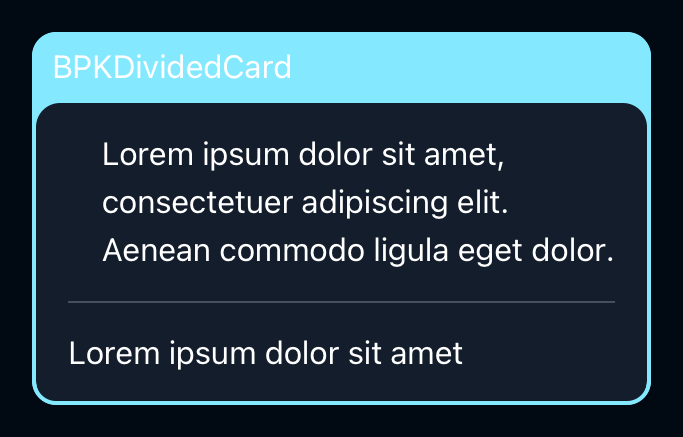 BPKDividedCard
Lorem ipsum dolor sit amet,
consectetuer adipiscing elit.
Aenean commodo ligula eget dolor.
Lorem ipsum dolor sit amet